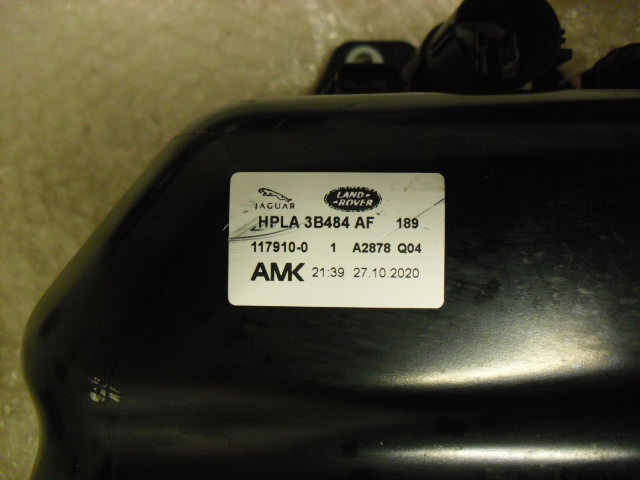 JAGUAR
LAND ROVER
HPLA 3B484 AF 189
117910-0 1 A2878 Q04
AMK 21:39 27.10.2020